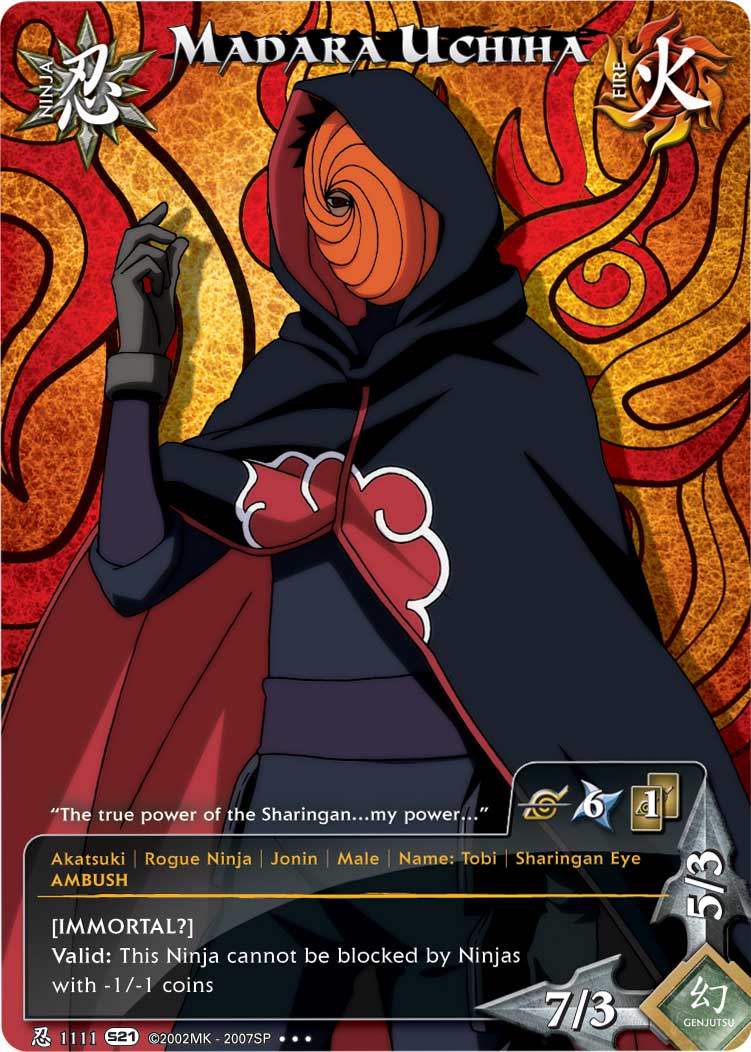 MADARA UCHIHA
NINJA
忍
FIRE
火
“The true power of the Sharingan...my power...”
6
1
Akatsuki | Rogue Ninja | Jonin | Male | Name: Tobi | Sharingan Eye
AMBUSH
5/3
[IMMORTAL?]
Valid: This Ninja cannot be blocked by Ninjas
with -1/-1 coins
7/3
幻
GENJUTSU
忍 1111 S21 ©2002MK - 2007SP •••